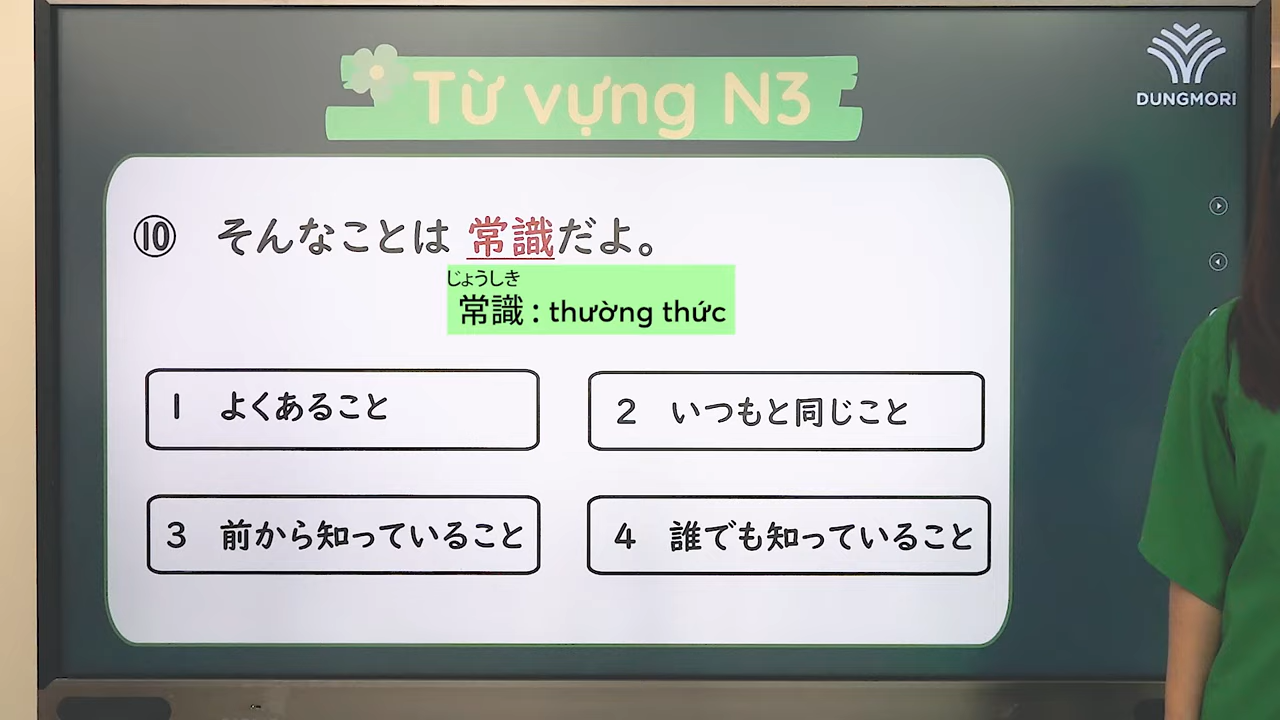 Từ vựng N3
DUNGMORI
⑩ そんなことは 常識だよ。
じょうしき
常識 : thường thức
1 よくあること
2 いつもと同じこと
3 前から知っていること
4 誰でも知っていること